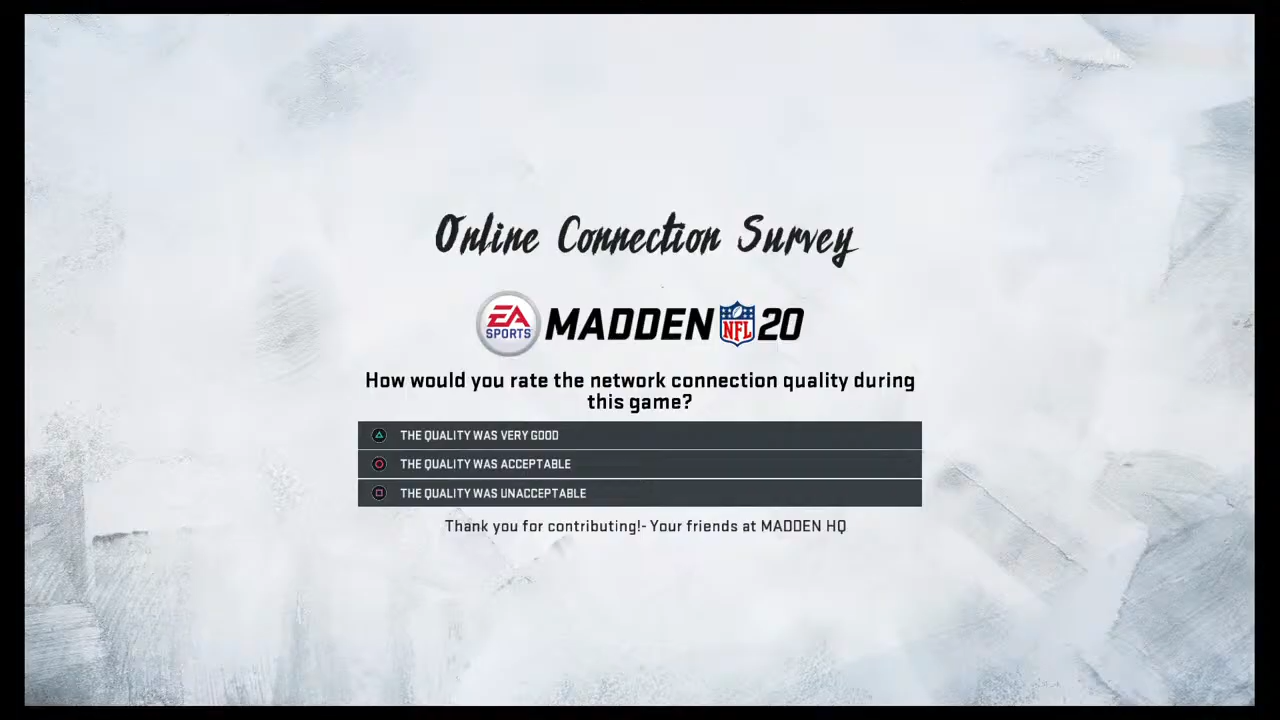 Online Connection Survey
EA SPORTS MADDEN NFL 20
How would you rate the network connection quality during
this game?
THE QUALITY WAS VERY GOOD
THE QUALITY WAS ACCEPTABLE
THE QUALITY WAS UNACCEPTABLE
Thank you for contributing!- Your friends at MADDEN HQ